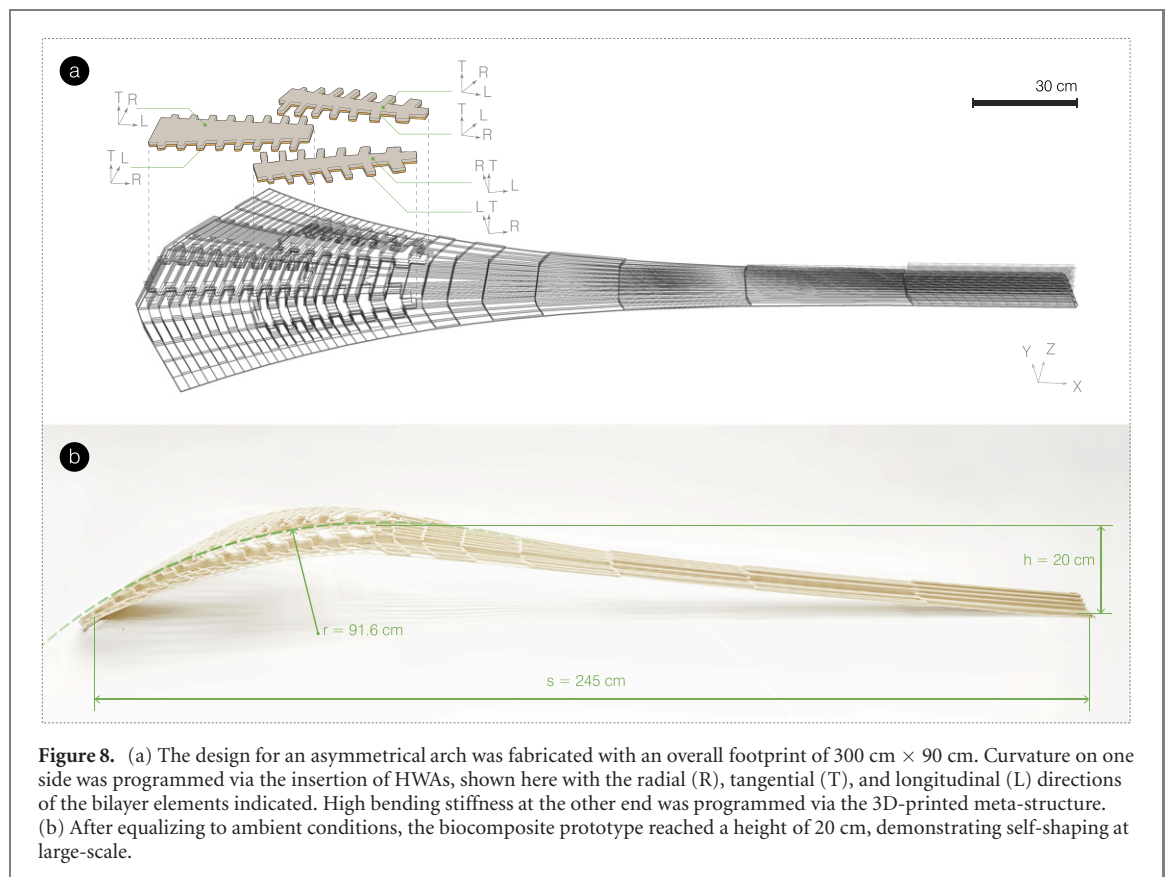 a
T R
L
T L
R
T R
L
T L
R
R T
L
L T
R
30 cm
Y Z
X
b
h = 20 cm
r = 91.6 cm
s = 245 cm
Figure 8. (a) The design for an asymmetrical arch was fabricated with an overall footprint of 300 cm × 90 cm. Curvature on one
side was programmed via the insertion of HWAs, shown here with the radial (R), tangential (T), and longitudinal (L) directions
of the bilayer elements indicated. High bending stiffness at the other end was programmed via the 3D-printed meta-structure.
(b) After equalizing to ambient conditions, the biocomposite prototype reached a height of 20 cm, demonstrating self-shaping at
large-scale.